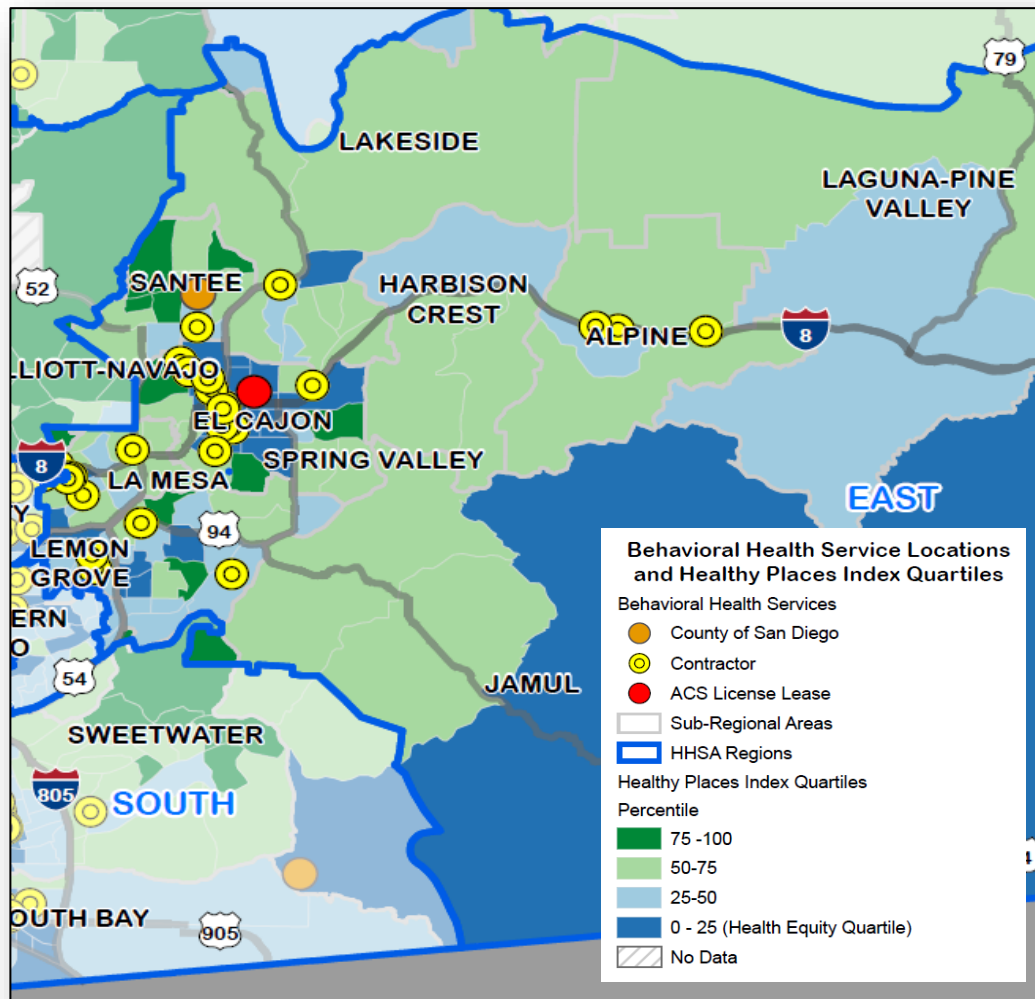 79
LAKESIDE
LAGUNA-PINE
VALLEY
52
SANTEE
HARBISON
CREST
ALPINE
8
LLIOTT-NAVAJO
EL CAJON
SPRING VALLEY
8
LA MESA
EAST
TY
94
LEMON
GROVE
ERN
O
54
JAMUL
SWEETWATER
805
SOUTH
OUTH BAY
905
Behavioral Health Service Locations
and Healthy Places Index Quartiles
Behavioral Health Services
County of San Diego
Contractor
ACS License Lease
Sub-Regional Areas
HHSA Regions
Healthy Places Index Quartiles
Percentile
75 -100
50-75
25-50
0 - 25 (Health Equity Quartile)
No Data
4